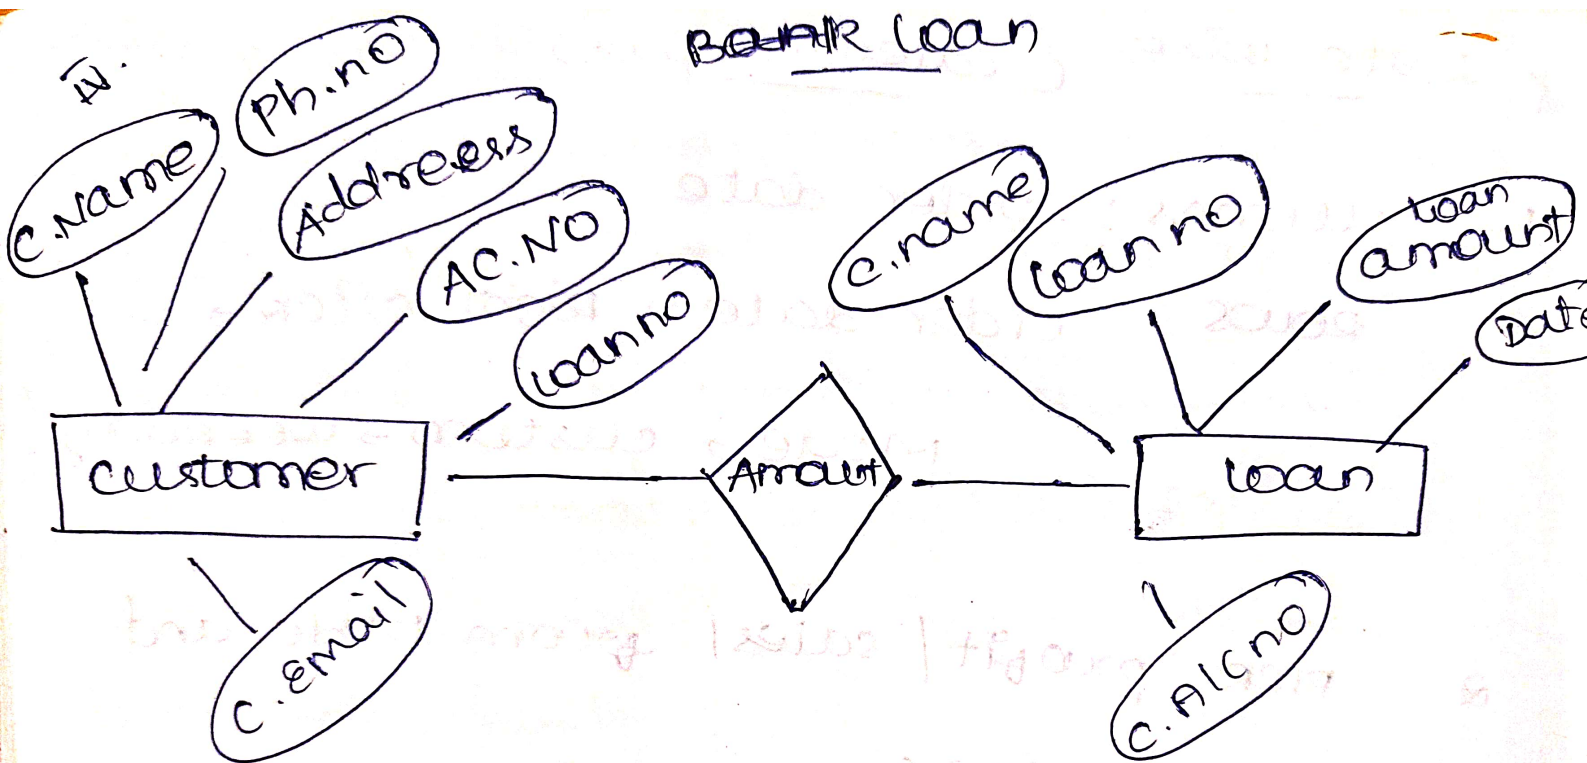 Loan
IV.
Ph.no
C.Name
Addreess
AC.NO
Loan no
C.name
Loan no
Loan
amount
Date
customer
Amount
Loan
C.Email
C.A/C no